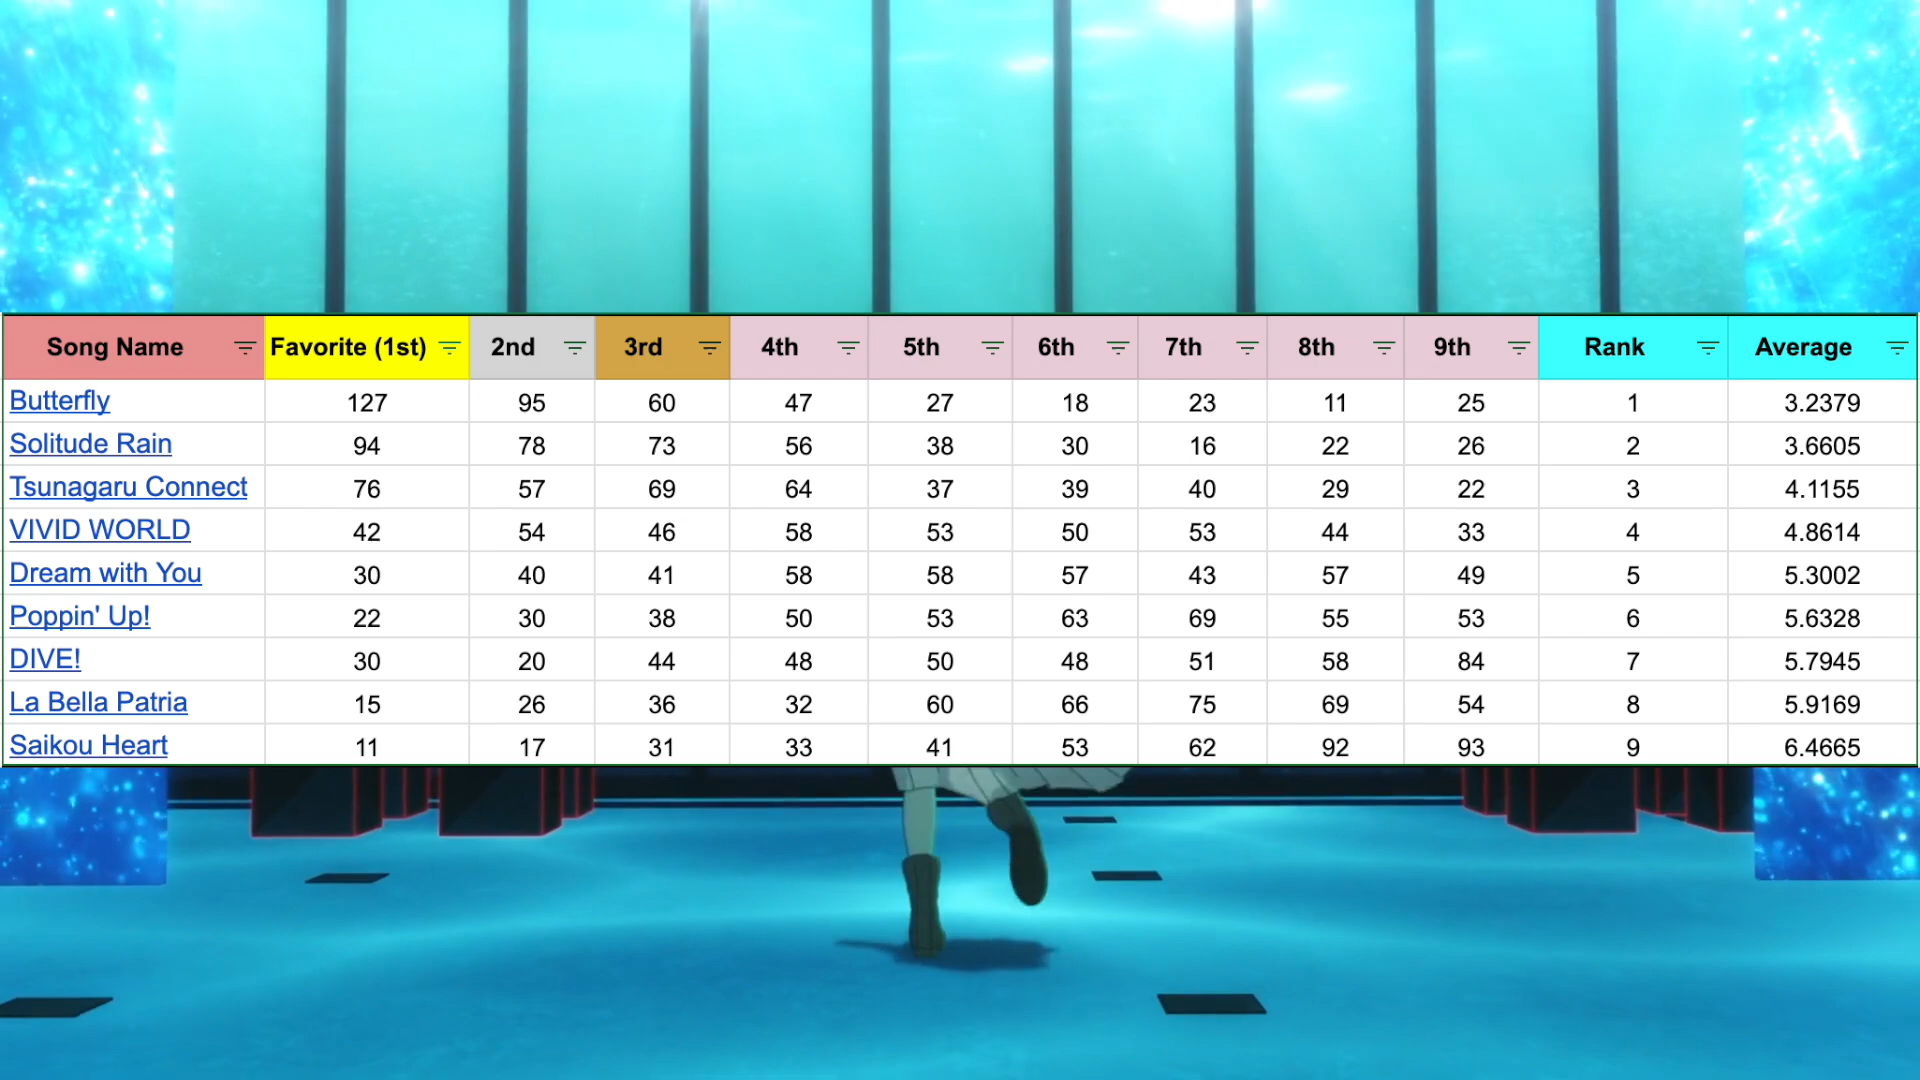 Song Name Favorite (1st) 2nd 3rd 4th 5th 6th 7th 8th 9th Rank Average
Butterfly 127 95 60 47 27 18 23 11 25 1 3.2379
Solitude Rain 94 78 73 56 38 30 16 22 26 2 3.6605
Tsunagaru Connect 76 57 69 64 37 39 40 29 22 3 4.1155
VIVID WORLD 42 54 46 58 53 50 53 44 33 4 4.8614
Dream with You 30 40 41 58 58 57 43 57 49 5 5.3002
Poppin' Up! 22 30 38 50 53 63 69 55 53 6 5.6328
DIVE! 30 20 44 48 50 48 51 58 84 7 5.7945
La Bella Patria 15 26 36 32 60 66 75 69 54 8 5.9169
Saikou Heart 11 17 31 33 41 53 62 92 93 9 6.4665